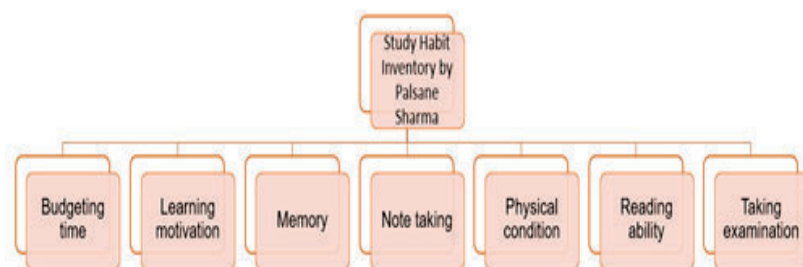 Study Habit
Inventory by
Palsane
Sharma
Budgeting
time
Learning
motivation
Memory
Note taking
Physical
condition
Reading
ability
Taking
examination